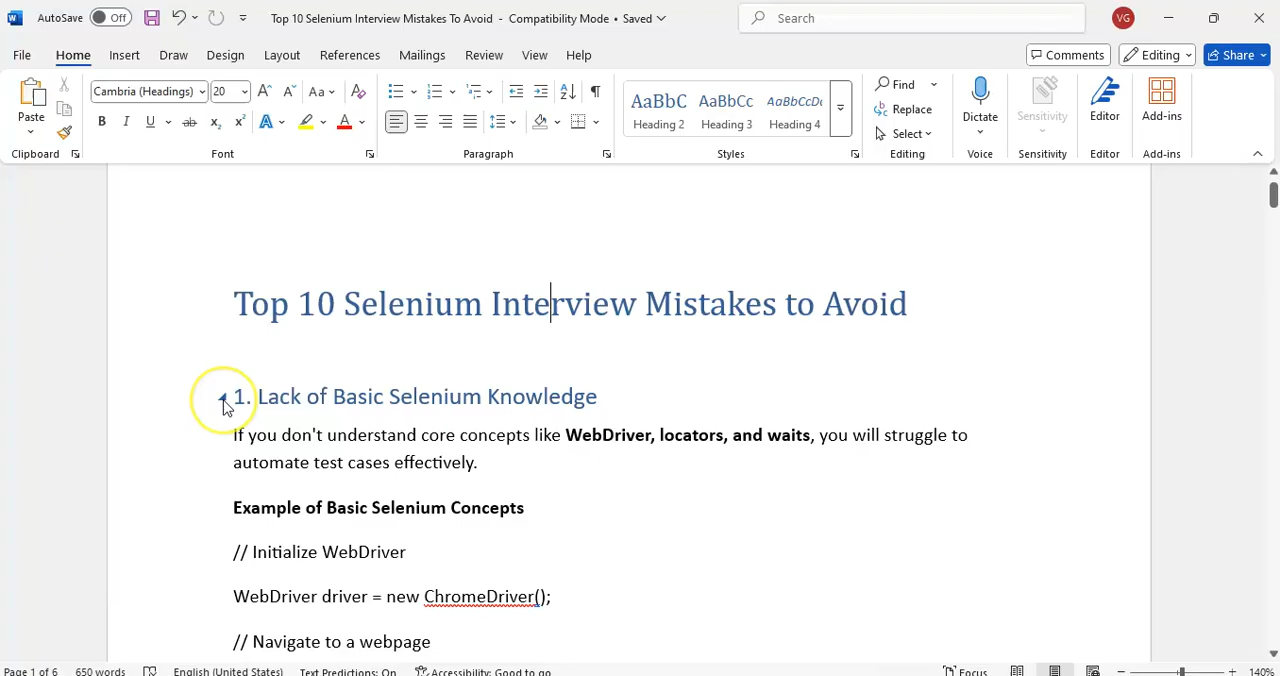 AutoSave Off Top 10 Selenium Interview Mistakes To Avoid - Compatibility Mode • Saved Search VG
File Home Insert Draw Design Layout References Mailings Review View Help Comments Editing Share
Paste Cambria (Headings) 20 Aa AaBbC AaBbCc AaBbCcDc Find Replace Select Dictate Sensitivity Editor Add-ins
B I U ab x₂ x² A A Heading 2 Heading 3 Heading 4
Clipboard Font Paragraph Styles Editing Voice Sensitivity Editor Add-ins
Top 10 Selenium Interview Mistakes to Avoid
1. Lack of Basic Selenium Knowledge
If you don't understand core concepts like WebDriver, locators, and waits, you will struggle to
automate test cases effectively.
Example of Basic Selenium Concepts
// Initialize WebDriver
WebDriver driver = new ChromeDriver();
// Navigate to a webpage
Page 1 of 6 650 words English (United States) Text Predictions: On Accessibility: Good to go Focus 140%